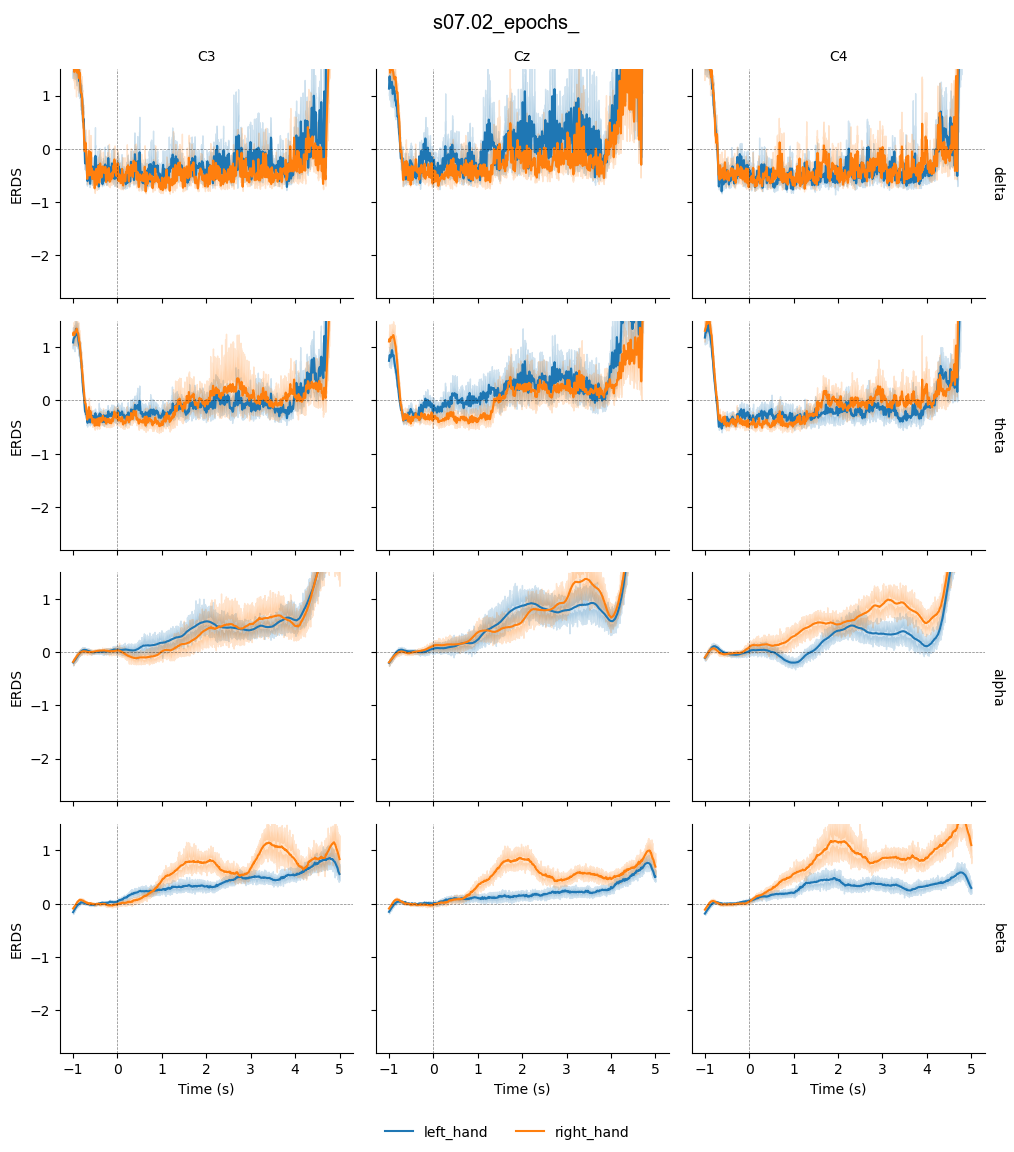 s07.02_epochs_
C3 Cz C4
1
0
−1
−2
ERDS
delta
1
0
−1
−2
ERDS
theta
1
0
−1
−2
ERDS
alpha
1
0
−1
−2
ERDS
beta
−1 0 1 2 3 4 5 −1 0 1 2 3 4 5 −1 0 1 2 3 4 5
Time (s) Time (s) Time (s)
left_hand right_hand